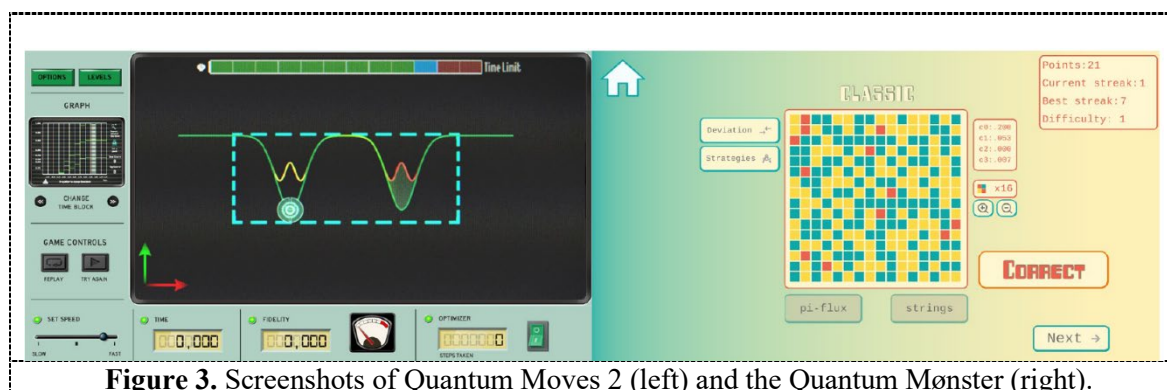 OPTIONS LEVELS
GRAPH
CHANGE
TIME BLOCK
GAME CONTROLS
REPLAY TRY AGAIN
SET SPEED
SLOW FAST
Time Limit
TIME
000,000
FIDELITY
000,000
OPTIMIZER
0000000
STEPS TAKEN
CLASSIC
Deviation
Strategies
Points:21
Current streak:1
Best streak:7
Difficulty: 1
c0:.200
c1:.053
c2:.000
c3:.007
x16
CORRECT
pi-flux strings
Next →
Figure 3. Screenshots of Quantum Moves 2 (left) and the Quantum Mønster (right).